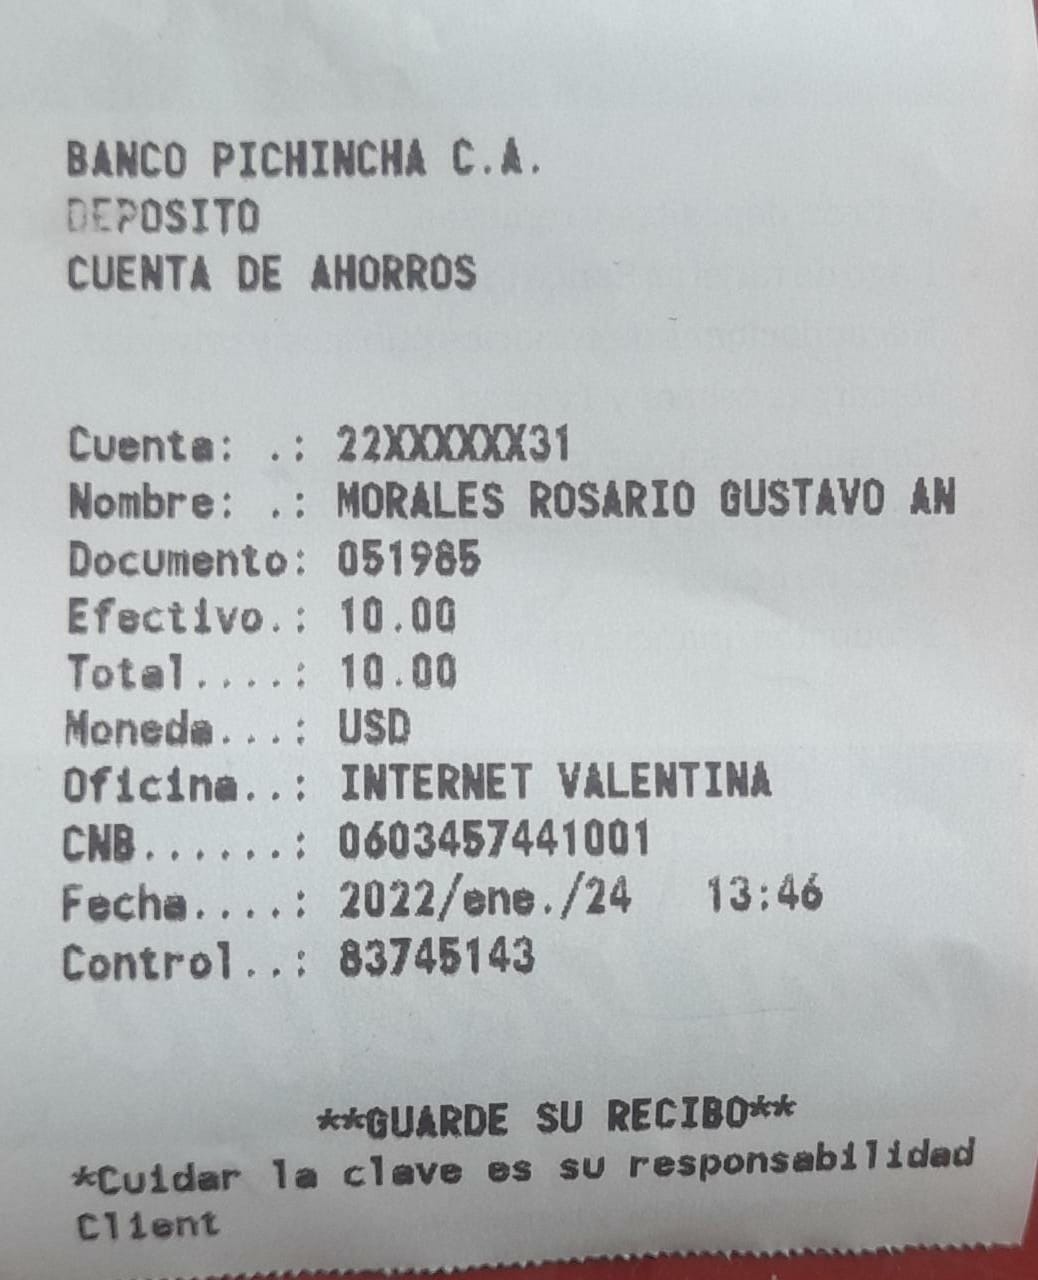 BANCO PICHINCHA C.A.
DEPOSITO
CUENTA DE AHORROS
Cuenta: .: 22XXXXXX31
Nombre: .: MORALES ROSARIO GUSTAVO AN
Documento: 051985
Efectivo.: 10.00
Total....: 10.00
Moneda...: USD
Oficina..: INTERNET VALENTINA
CNB......: 0603457441001
Fecha....: 2022/ene./24 13:46
Control..: 83745143
**GUARDE SU RECIBO**
*Cuidar la clave es su responsabilidad
Client